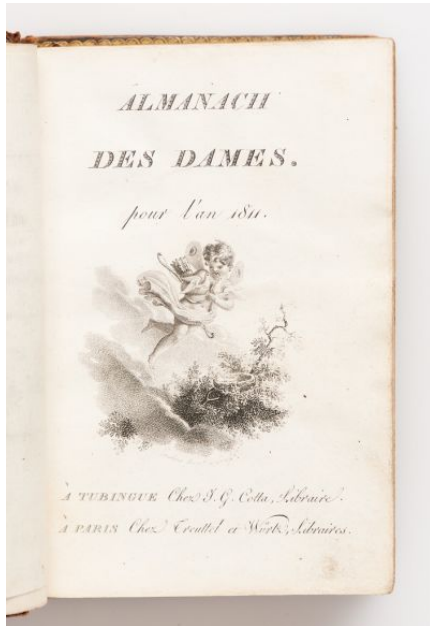 ALMANACH
DES DAMES.
pour l'an 1811.
À TUBINGUE Chez J. G. Cotta, Libraire.
À PARIS Chez Treuttel et Würtz, Libraires.